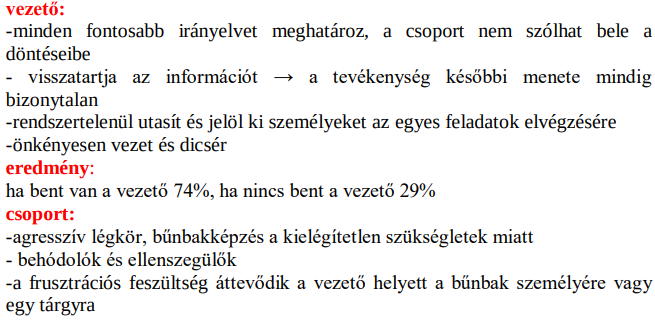 vezető:
-minden fontosabb irányelvet meghatároz, a csoport nem szólhat bele a
döntéseibe
- visszatartja az információt → a tevékenység későbbi menete mindig
bizonytalan
-rendszertelenül utasít és jelöl ki személyeket az egyes feladatok elvégzésére
-önkényesen vezet és dicsér
eredmény:
ha bent van a vezető 74%, ha nincs bent a vezető 29%
csoport:
-agresszív légkör, bűnbakképzés a kielégítetlen szükségletek miatt
- behódolók és ellenszegülők
-a frusztrációs feszültség áttevődik a vezető helyett a bűnbak személyére vagy
egy tárgyra